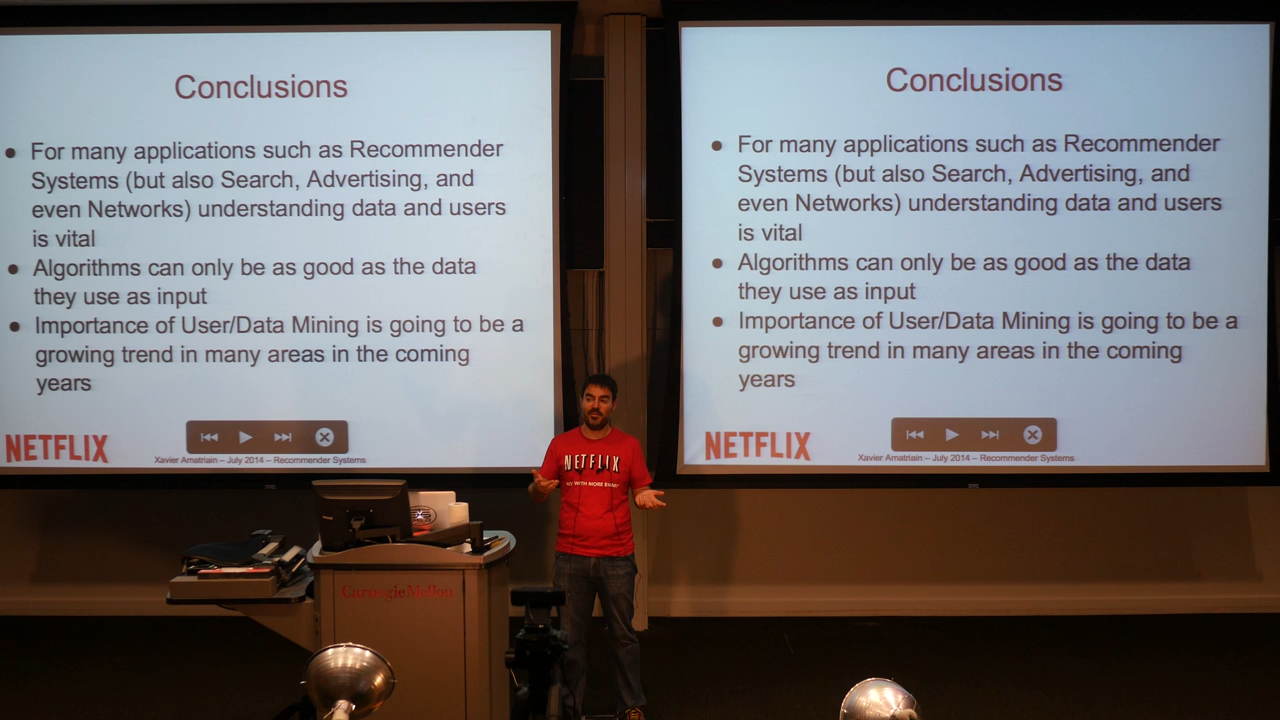 Conclusions
● For many applications such as Recommender
Systems (but also Search, Advertising, and
even Networks) understanding data and users
is vital
● Algorithms can only be as good as the data
they use as input
● Importance of User/Data Mining is going to be a
growing trend in many areas in the coming
years
NETFLIX
Xavier Amatriain – July 2014 – Recommender Systems
Conclusions
● For many applications such as Recommender
Systems (but also Search, Advertising, and
even Networks) understanding data and users
is vital
● Algorithms can only be as good as the data
they use as input
● Importance of User/Data Mining is going to be a
growing trend in many areas in the coming
years
NETFLIX
Xavier Amatriain – July 2014 – Recommender Systems
NETFLIX
WITH MORE
Carnegie Mellon